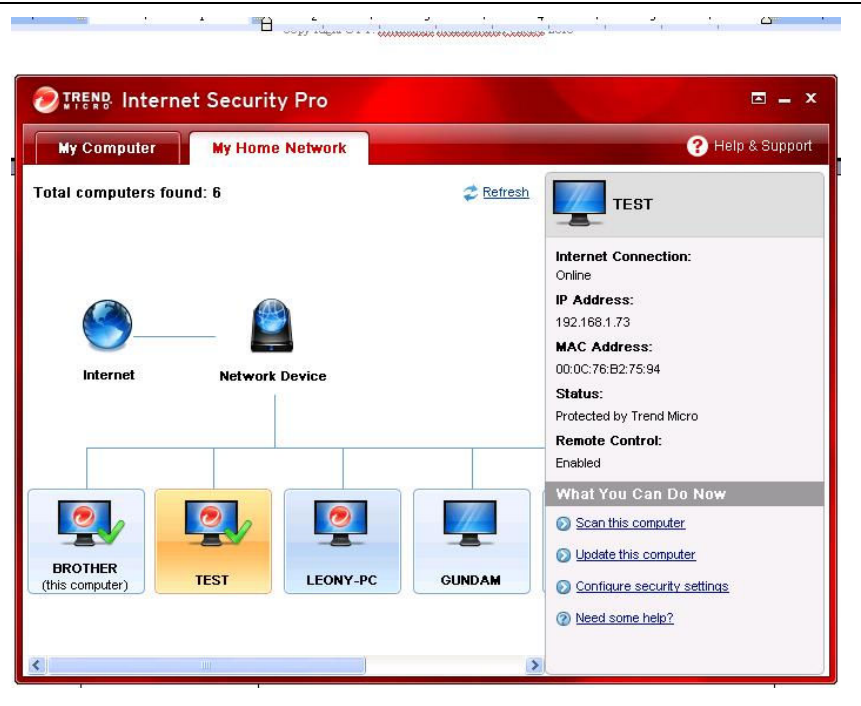 TREND MICRO Internet Security Pro
My Computer My Home Network Help & Support
Total computers found: 6 Refresh
Internet
Network Device
BROTHER
(this computer)
TEST
LEONY-PC
GUNDAM
TEST
Internet Connection:
Online
IP Address:
192.168.1.73
MAC Address:
00:0C:76:B2:75:94
Status:
Protected by Trend Micro
Remote Control:
Enabled
What You Can Do Now
Scan this computer
Update this computer
Configure security settings
Need some help?